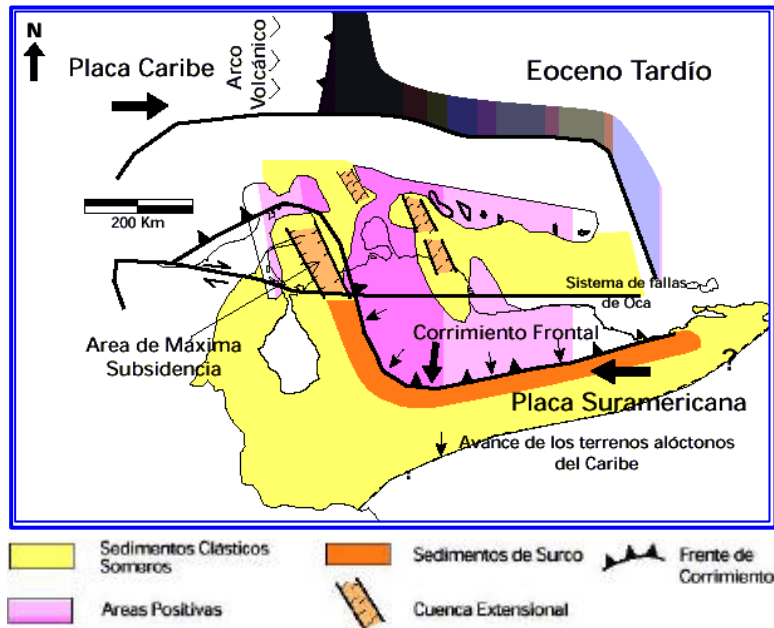 N
Placa Caribe
Arco
Volcánico
Eoceno Tardío
200 Km
Sistema de fallas
de Oca
Area de Máxima
Subsidencia
Corrimiento Frontal
?
Placa Suramericana
Avance de los terrenos alóctonos
del Caribe
?
Sedimentos Clásticos
Someros
Sedimentos de Surco
Frente de
Corrimiento
Areas Positivas
Cuenca Extensional